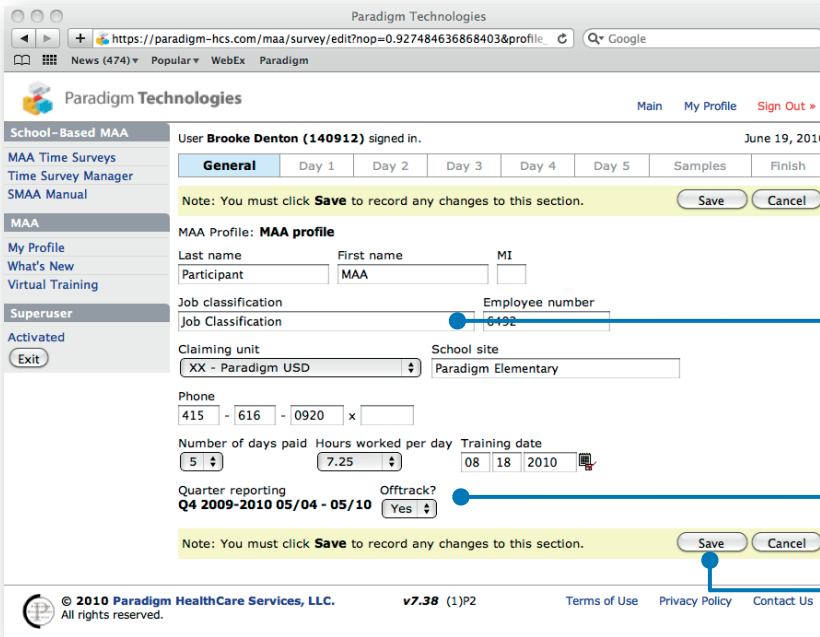 Paradigm Technologies
https://paradigm-hcs.com/maa/survey/edit?nop=0.927484636868403&profile_
Google
News (474) Popular WebEx Paradigm
Paradigm Technologies
Main My Profile Sign Out »
School-Based MAA
MAA Time Surveys
Time Survey Manager
SMAA Manual
MAA
My Profile
What's New
Virtual Training
Superuser
Activated
Exit
User Brooke Denton (140912) signed in. June 19, 2010
General Day 1 Day 2 Day 3 Day 4 Day 5 Samples Finish
Note: You must click Save to record any changes to this section. Save Cancel
MAA Profile: MAA profile
Last name First name MI
Participant MAA
Job classification Employee number
Job Classification 6492
Claiming unit School site
XX - Paradigm USD Paradigm Elementary
Phone
415 - 616 - 0920 x
Number of days paid Hours worked per day Training date
5 7.25 08 18 2010
Quarter reporting Offtrack?
Q4 2009-2010 05/04 - 05/10 Yes
Note: You must click Save to record any changes to this section. Save Cancel
© 2010 Paradigm HealthCare Services, LLC. v7.38 (1)P2 Terms of Use Privacy Policy Contact Us
All rights reserved.